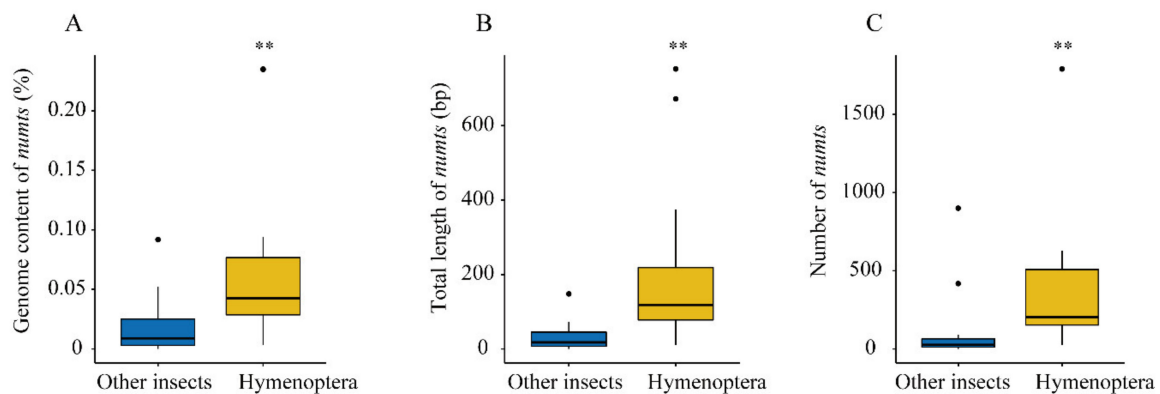 A
Genome content of numts (%)
0.20
0.15
0.10
0.05
0
**
Other insects
Hymenoptera
B
Total length of numts (bp)
600
400
200
0
**
Other insects
Hymenoptera
C
Number of numts
1500
1000
500
0
**
Other insects
Hymenoptera